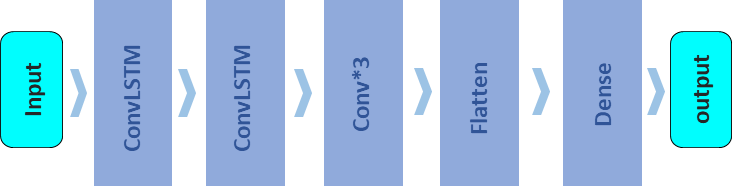 Input
ConvLSTM
ConvLSTM
Conv*3
Flatten
Dense
output